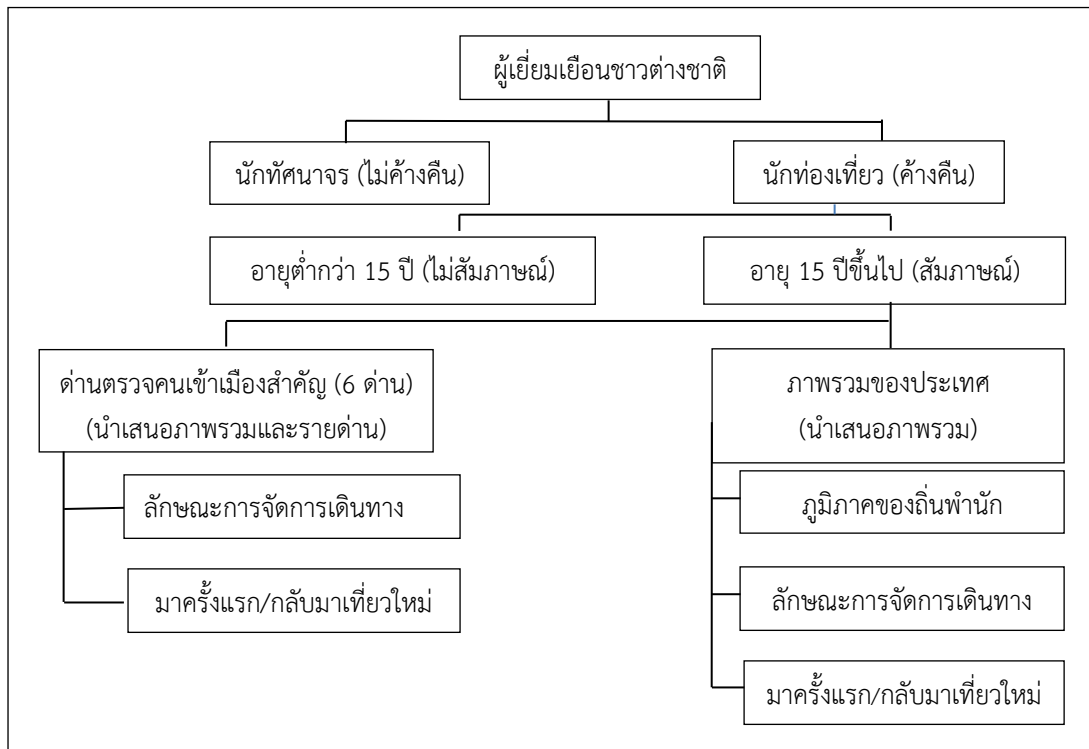 ผู้เยี่ยมเยือนชาวต่างชาติ
นักทัศนาจร (ไม่ค้างคืน)
นักท่องเที่ยว (ค้างคืน)
อายุต่ำกว่า 15 ปี (ไม่สัมภาษณ์)
อายุ 15 ปีขึ้นไป (สัมภาษณ์)
ด่านตรวจคนเข้าเมืองสำคัญ (6 ด่าน)
(นำเสนอภาพรวมและรายด่าน)
ลักษณะการจัดการเดินทาง
มาครั้งแรก/กลับมาเที่ยวใหม่
ภาพรวมของประเทศ
(นำเสนอภาพรวม)
ภูมิภาคของถิ่นพำนัก
ลักษณะการจัดการเดินทาง
มาครั้งแรก/กลับมาเที่ยวใหม่